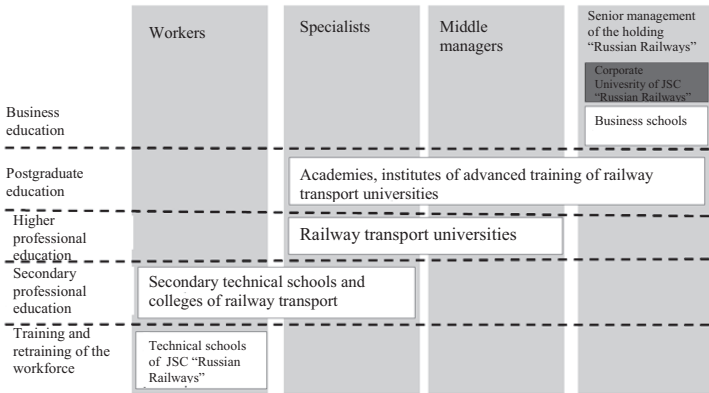 Workers
Specialists
Middle
managers
Senior management
of the holding
“Russian Railways”
Corporate
Univesrity of JSC
“Russian Railways”
Business
education
Business schools
Postgraduate
education
Academies, institutes of advanced training of railway
transport universities
Higher
professional
education
Railway transport universities
Secondary
professional
education
Secondary technical schools and
colleges of railway transport
Training and
retraining of the
workforce
Technical schools
of JSC “Russian
Railways”